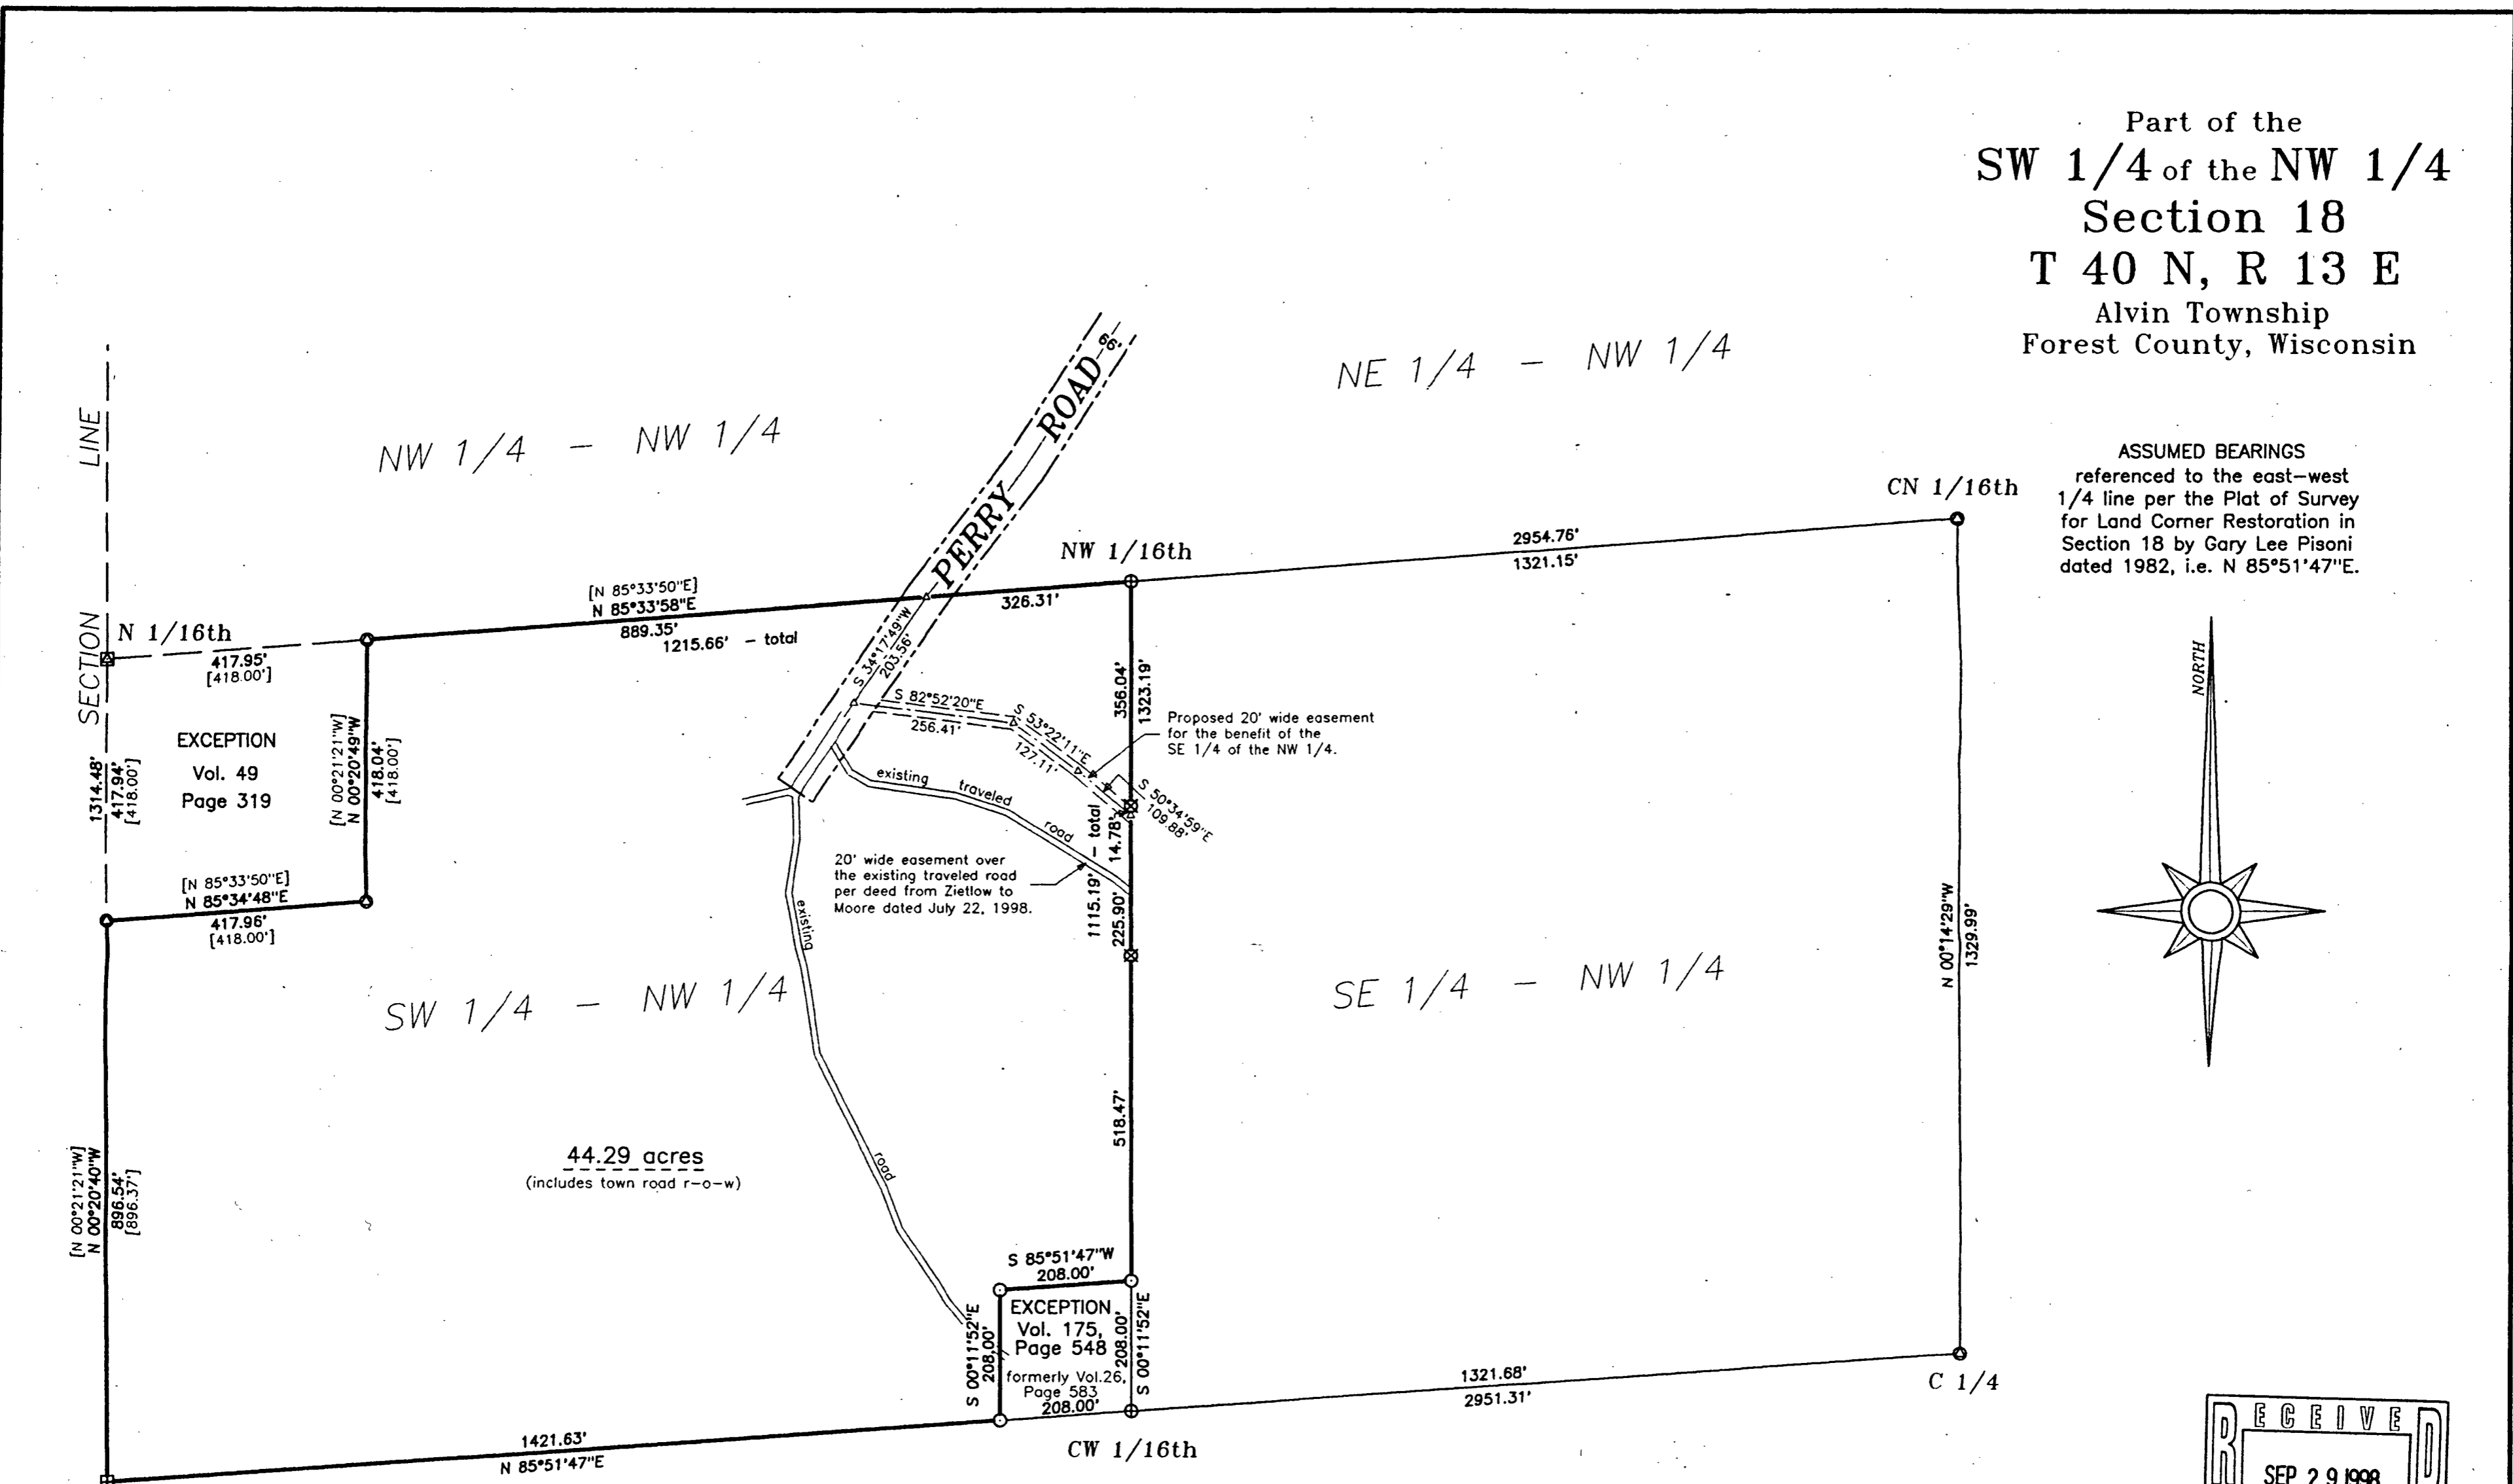 Part of the
SW 1/4 of the NW 1/4
Section 18
T 40 N, R 13 E
Alvin Township
Forest County, Wisconsin
ASSUMED BEARINGS
referenced to the east-west
1/4 line per the Plat of Survey
for Land Corner Restoration in
Section 18 by Gary Lee Pisoni
dated 1982, i.e. N 85°51'47"E.
NORTH
SECTION LINE
NW 1/4 - NW 1/4
NE 1/4 - NW 1/4
PERRY ROAD
66'
CN 1/16th
NW 1/16th
2954.76'
1321.15'
[N 85°33'50"E]
N 85°33'58"E
889.35'
1215.66' - total
326.31'
N 1/16th
417.95'
[418.00']
S 34°17'49"W
203.56'
EXCEPTION
Vol. 49
Page 319
1314.48'
417.94'
[418.00']
[N 00°21'21"W]
N 00°20'49"W
418.04'
[418.00']
[N 85°33'50"E]
N 85°34'48"E
417.96'
[418.00']
S 82°52'20"E
256.41'
S 53°22'11"E
127.11'
S 50°34'59"E
109.88'
356.04'
1323.19'
Proposed 20' wide easement
for the benefit of the
SE 1/4 of the NW 1/4.
existing traveled road
20' wide easement over
the existing traveled road
per deed from Zietlow to
Moore dated July 22, 1998.
1115.19' - total
14.78'
225.90'
518.47'
existing road
SW 1/4 - NW 1/4
SE 1/4 - NW 1/4
N 00°14'29"W
1329.99'
44.29 acres
(includes town road r-o-w)
[N 00°21'21"W]
N 00°20'40"W
896.54'
[896.37']
S 85°51'47"W
208.00'
S 00°11'52"E
208.00'
EXCEPTION
Vol. 175,
Page 548
formerly Vol.26,
Page 583
208.00'
208.00'
S 00°11'52"E
1321.68'
2951.31'
C 1/4
CW 1/16th
1421.63'
N 85°51'47"E
RECEIVED
SEP 29 1998